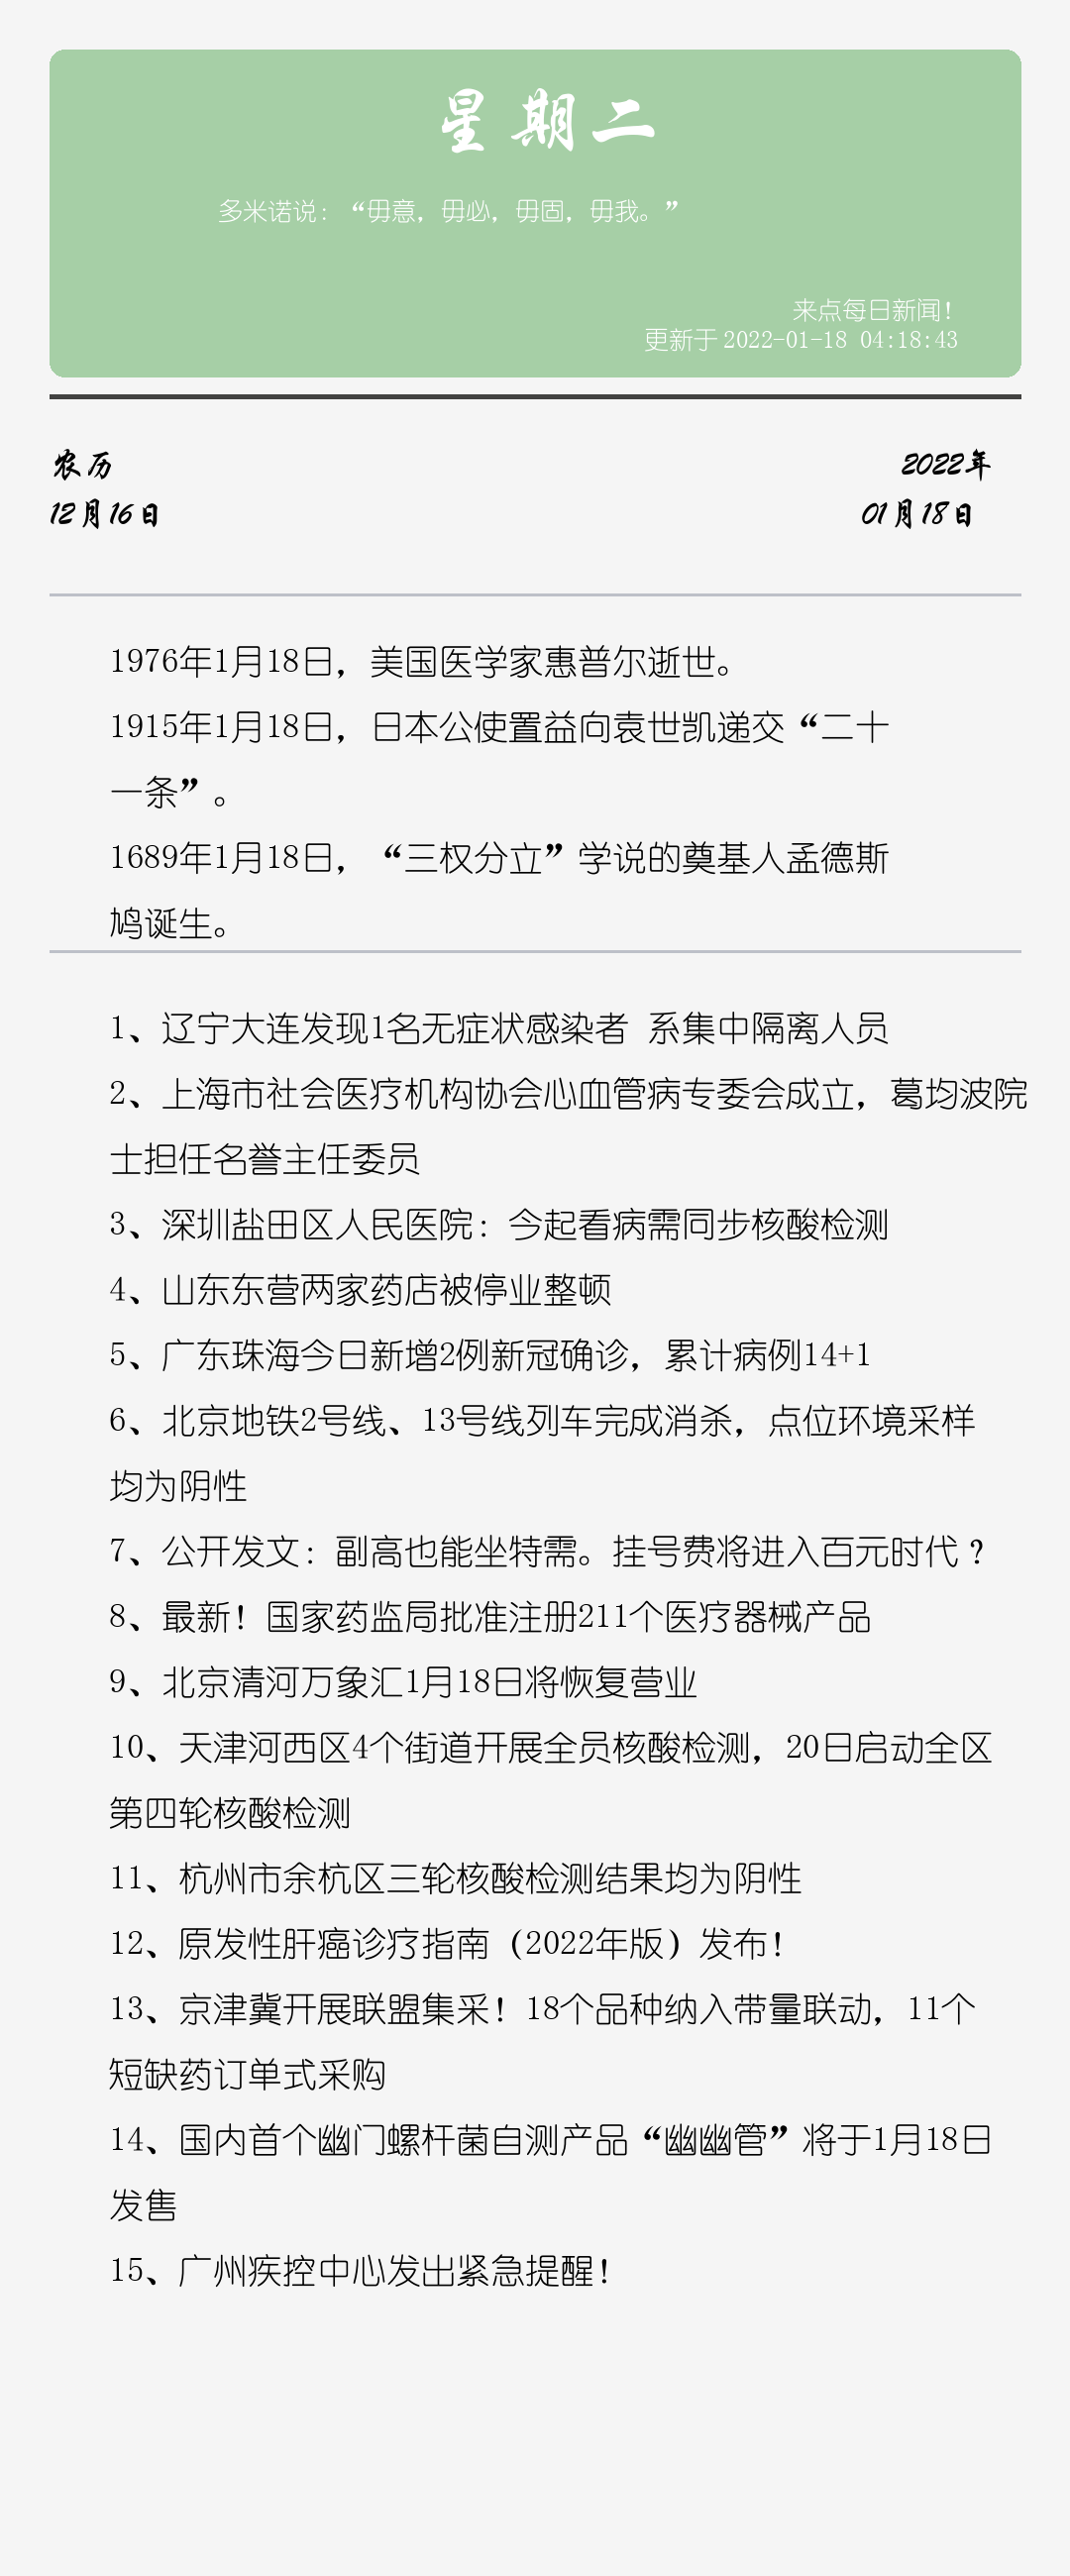 星期二
多米诺说：“毋意，毋必，毋固，毋我。”
来点每日新闻！
更新于 2022-01-18 04:18:43
农历
2022年
12月16日
01月18日
1976年1月18日，美国医学家惠普尔逝世。
1915年1月18日，日本公使置益向袁世凯递交“二十
一条”。
1689年1月18日，“三权分立”学说的奠基人孟德斯
鸠诞生。
1、辽宁大连发现1名无症状感染者 系集中隔离人员
2、上海市社会医疗机构协会心血管病专委会成立，葛均波院
士担任名誉主任委员
3、深圳盐田区人民医院：今起看病需同步核酸检测
4、山东东营两家药店被停业整顿
5、广东珠海今日新增2例新冠确诊，累计病例14+1
6、北京地铁2号线、13号线列车完成消杀，点位环境采样
均为阴性
7、公开发文：副高也能坐特需。挂号费将进入百元时代？
8、最新！国家药监局批准注册211个医疗器械产品
9、北京清河万象汇1月18日将恢复营业
10、天津河西区4个街道开展全员核酸检测，20日启动全区
第四轮核酸检测
11、杭州市余杭区三轮核酸检测结果均为阴性
12、原发性肝癌诊疗指南（2022年版）发布！
13、京津冀开展联盟集采！18个品种纳入带量联动，11个
短缺药订单式采购
14、国内首个幽门螺杆菌自测产品“幽幽管”将于1月18日
发售
15、广州疾控中心发出紧急提醒！